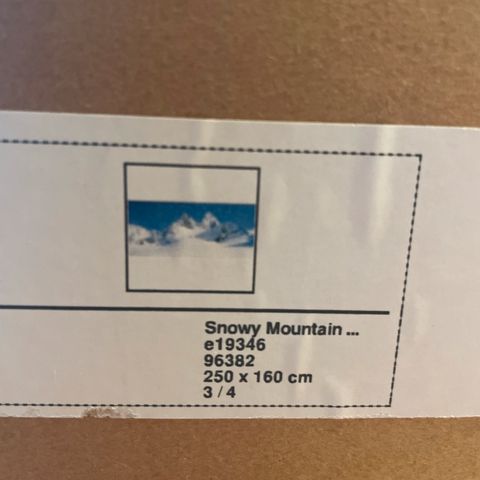 Snowy Mountain ...
e19346
96382
250 x 160 cm
3 / 4